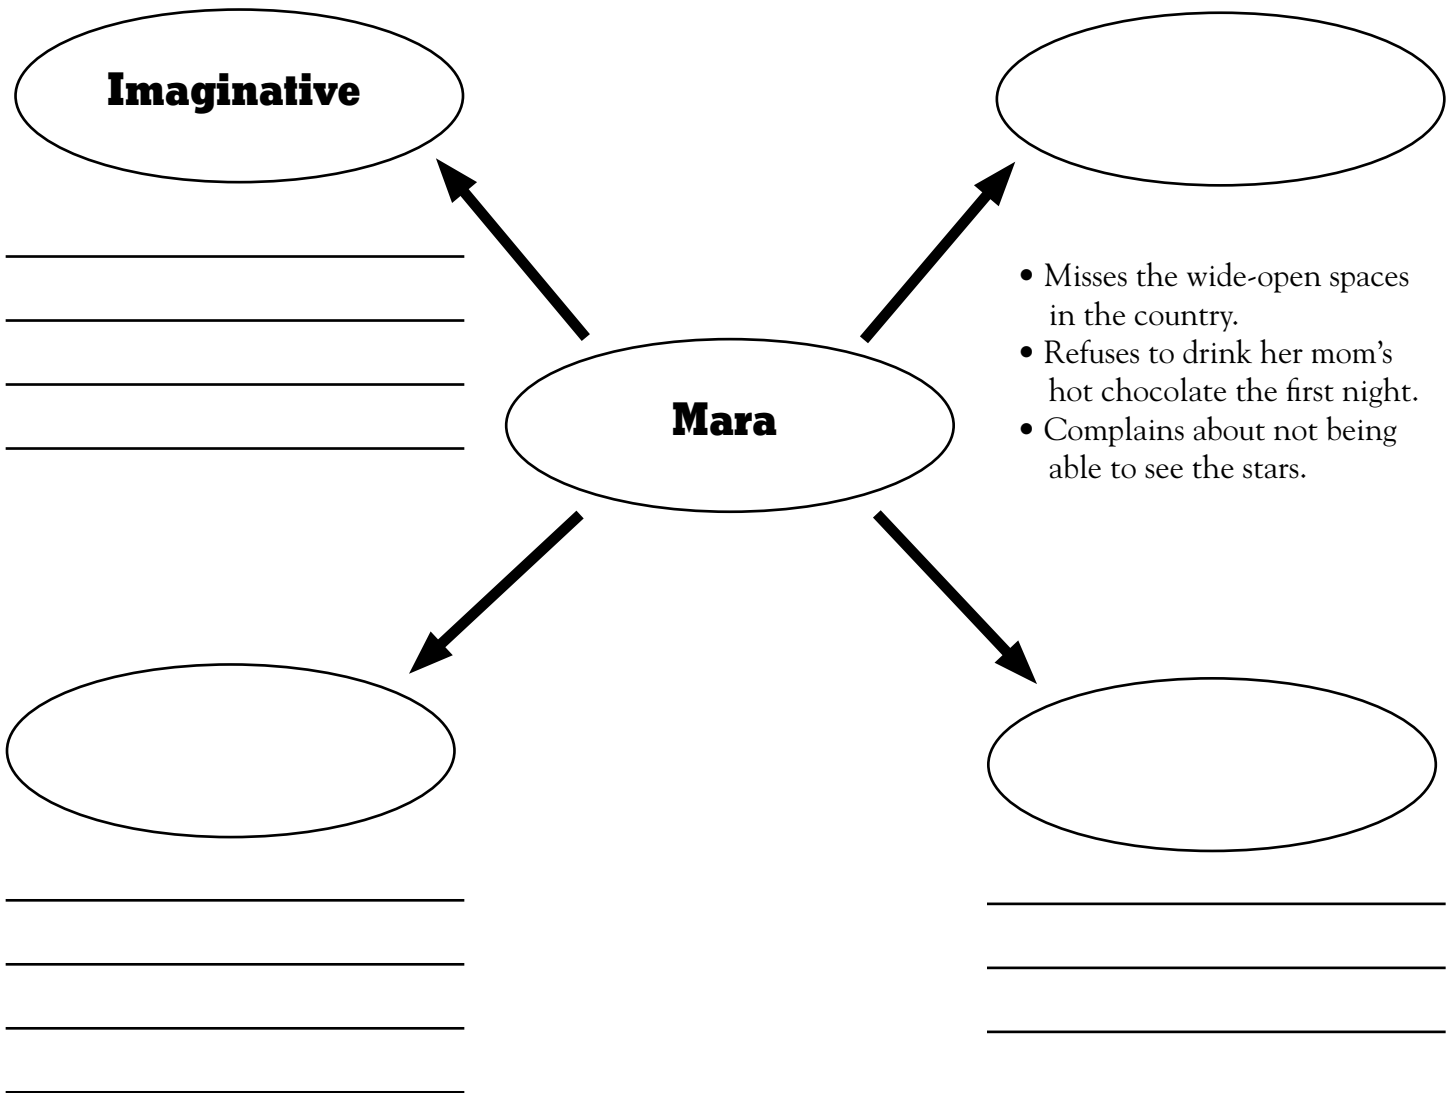 Imaginative
• Misses the wide-open spaces
in the country.
• Refuses to drink her mom’s
hot chocolate the first night.
• Complains about not being
able to see the stars.
Mara